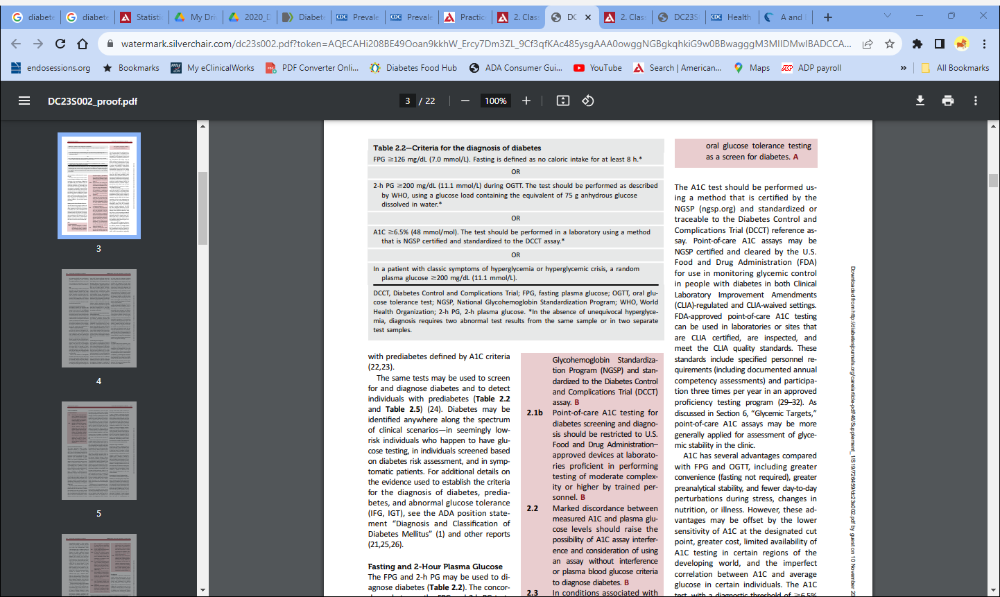 diabete
diabete
Statisti
My Driv
2020_D
Diabete
CDC Prevale
CDC Prevale
Practic
2. Class
DC
2. Class
DC23S
CDC Health
A and
watermark.silverchair.com/dc23s002.pdf?token=AQECAHi208BE49Ooan9kkhW_Ercy7Dm3ZL_9Cf3qfKAc485ysgAAA0owggNGBgkqhkiG9w0BBwagggM3MIIDMwIBADCCA...
endosessions.org
Bookmarks
My eClinicalWorks
PDF Converter Onli...
Diabetes Food Hub
ADA Consumer Gui...
YouTube
Search | American...
Maps
ADP payroll
»
All Bookmarks
DC23S002_proof.pdf
3 / 22
100%
3
4
5
Table 2.2—Criteria for the diagnosis of diabetes
FPG ≥126 mg/dL (7.0 mmol/L). Fasting is defined as no caloric intake for at least 8 h.*
OR
2-h PG ≥200 mg/dL (11.1 mmol/L) during OGTT. The test should be performed as described
by WHO, using a glucose load containing the equivalent of 75 g anhydrous glucose
dissolved in water.*
OR
A1C ≥6.5% (48 mmol/mol). The test should be performed in a laboratory using a method
that is NGSP certified and standardized to the DCCT assay.*
OR
In a patient with classic symptoms of hyperglycemia or hyperglycemic crisis, a random
plasma glucose ≥200 mg/dL (11.1 mmol/L).
DCCT, Diabetes Control and Complications Trial; FPG, fasting plasma glucose; OGTT, oral glu-
cose tolerance test; NGSP, National Glycohemoglobin Standardization Program; WHO, World
Health Organization; 2-h PG, 2-h plasma glucose. *In the absence of unequivocal hyperglyce-
mia, diagnosis requires two abnormal test results from the same sample or in two separate
test samples.
with prediabetes defined by A1C criteria
(22,23).
The same tests may be used to screen
for and diagnose diabetes and to detect
individuals with prediabetes (Table 2.2
and Table 2.5) (24). Diabetes may be
identified anywhere along the spectrum
of clinical scenarios—in seemingly low-
risk individuals who happen to have glu-
cose testing, in individuals screened based
on diabetes risk assessment, and in symp-
tomatic patients. For additional details on
the evidence used to establish the criteria
for the diagnosis of diabetes, predia-
betes, and abnormal glucose tolerance
(IFG, IGT), see the ADA position state-
ment “Diagnosis and Classification of
Diabetes Mellitus” (1) and other reports
(21,25,26).
Fasting and 2-Hour Plasma Glucose
The FPG and 2-h PG may be used to di-
agnose diabetes (Table 2.2). The concor-
Glycohemoglobin Standardiza-
tion Program (NGSP) and stan-
dardized to the Diabetes Control
and Complications Trial (DCCT)
assay. B
2.1b Point-of-care A1C testing for
diabetes screening and diagno-
sis should be restricted to U.S.
Food and Drug Administration–
approved devices at laborato-
ries proficient in performing
testing of moderate complex-
ity or higher by trained per-
sonnel. B
2.2 Marked discordance between
measured A1C and plasma glu-
cose levels should raise the
possibility of A1C assay interfer-
ence and consideration of using
an assay without interference
or plasma blood glucose criteria
to diagnose diabetes. B
2.3 In conditions associated with
oral glucose tolerance testing
as a screen for diabetes. A
The A1C test should be performed us-
ing a method that is certified by the
NGSP (ngsp.org) and standardized or
traceable to the Diabetes Control and
Complications Trial (DCCT) reference as-
say. Point-of-care A1C assays may be
NGSP certified and cleared by the U.S.
Food and Drug Administration (FDA)
for use in monitoring glycemic control
in people with diabetes in both Clinical
Laboratory Improvement Amendments
(CLIA)-regulated and CLIA-waived settings.
FDA-approved point-of-care A1C testing
can be used in laboratories or sites that
are CLIA certified, are inspected, and
meet the CLIA quality standards. These
standards include specified personnel re-
quirements (including documented annual
competency assessments) and participa-
tion three times per year in an approved
proficiency testing program (29–32). As
discussed in Section 6, “Glycemic Targets,”
point-of-care A1C assays may be more
generally applied for assessment of glyce-
mic stability in the clinic.
A1C has several advantages compared
with FPG and OGTT, including greater
convenience (fasting not required), greater
preanalytical stability, and fewer day-to-day
perturbations during stress, changes in
nutrition, or illness. However, these ad-
vantages may be offset by the lower
sensitivity of A1C at the designated cut
point, greater cost, limited availability of
A1C testing in certain regions of the
developing world, and the imperfect
correlation between A1C and average
glucose in certain individuals. The A1C
test, with a diagnostic threshold of ≥6.5%
Downloaded from http://diabetesjournals.org/care/article-pdf/46/Supplement_1/S19/726459/dc23s002.pdf by guest on 10 November 20